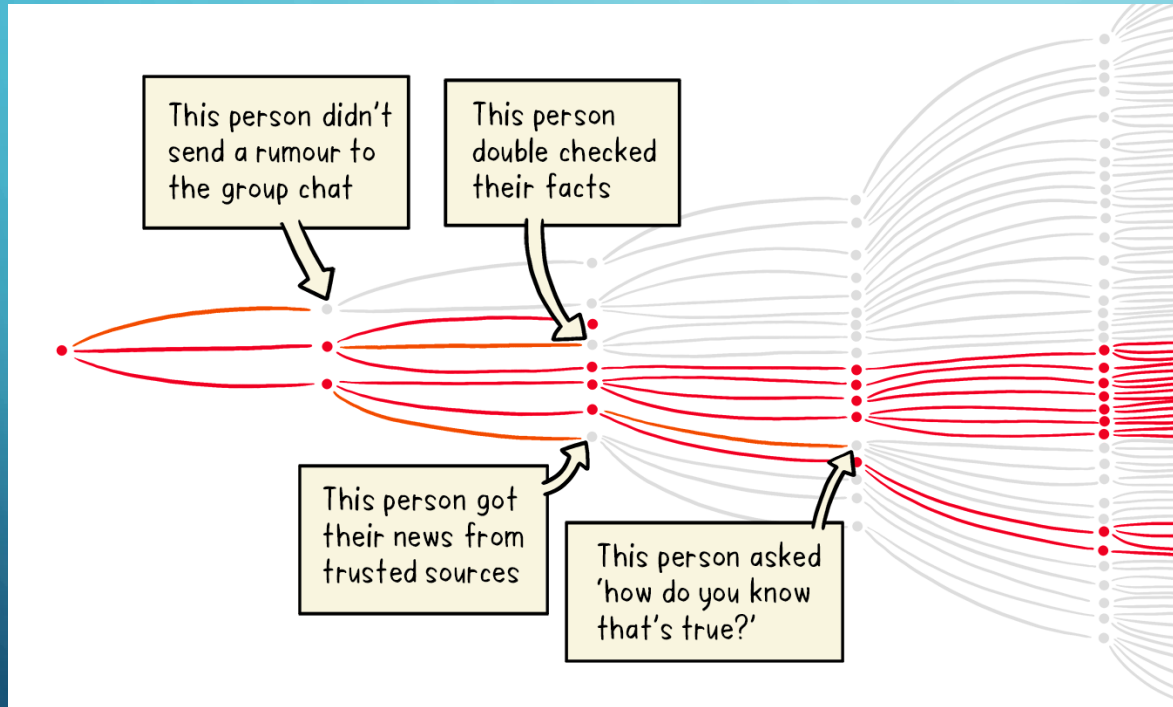 This person didn't
send a rumour to
the group chat
This person
double checked
their facts
This person got
their news from
trusted sources
This person asked
'how do you know
that's true?'